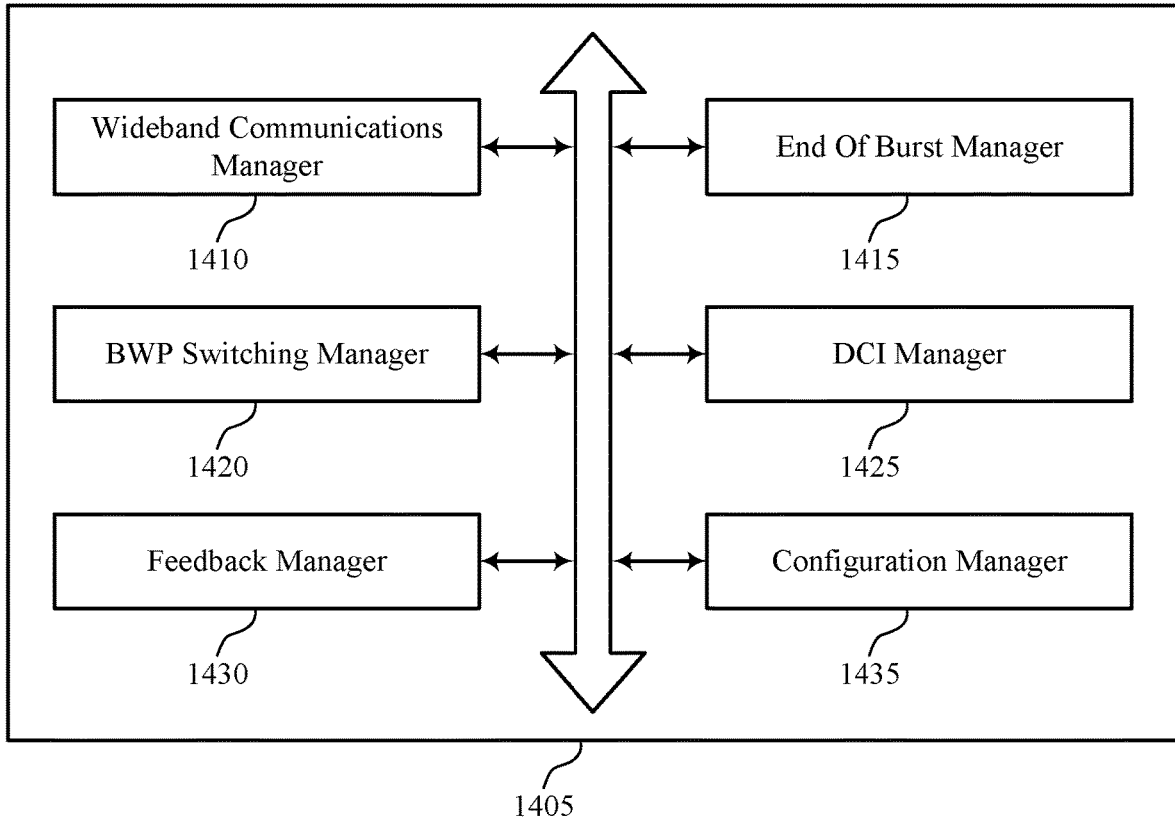 Wideband Communications
Manager
1410
End Of Burst Manager
1415
BWP Switching Manager
1420
DCI Manager
1425
Feedback Manager
1430
Configuration Manager
1435
1405